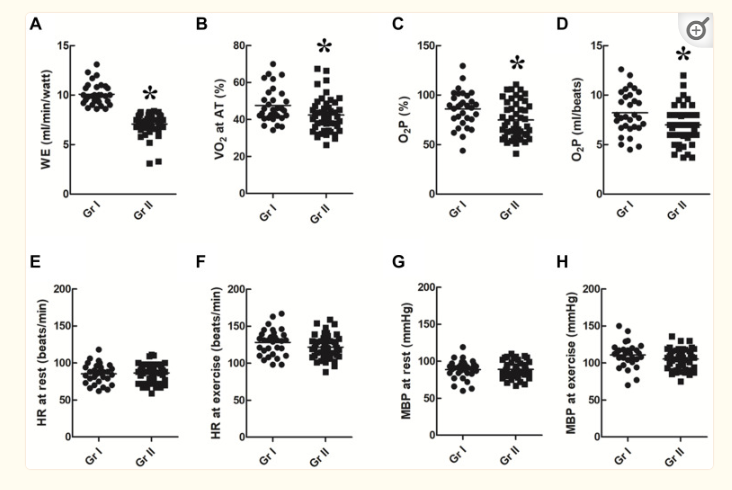 A
B
C
D
15
10
5
0
WE (ml/min/watt)
*
Gr I
Gr II
80
60
40
20
0
VO2 at AT (%)
*
Gr I
Gr II
150
100
50
0
O2P (%)
*
Gr I
Gr II
15
10
5
0
O2P (ml/beats)
*
Gr I
Gr II
E
F
G
H
200
150
100
50
0
HR at rest (beats/min)
Gr I
Gr II
200
150
100
50
0
HR at exercise (beats/min)
Gr I
Gr II
200
150
100
50
0
MBP at rest (mmHg)
Gr I
Gr II
200
150
100
50
0
MBP at exercise (mmHg)
Gr I
Gr II